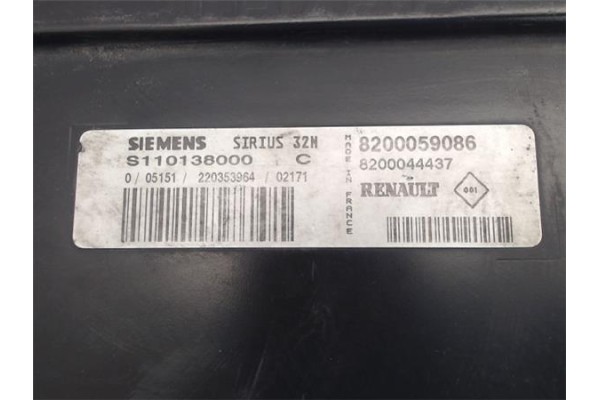 SIEMENS SIRIUS 32N
S110138000 C
0 / 05151 / 220353964 / 02171
MADE IN FRANCE
8200059086
8200044437
RENAULT 001